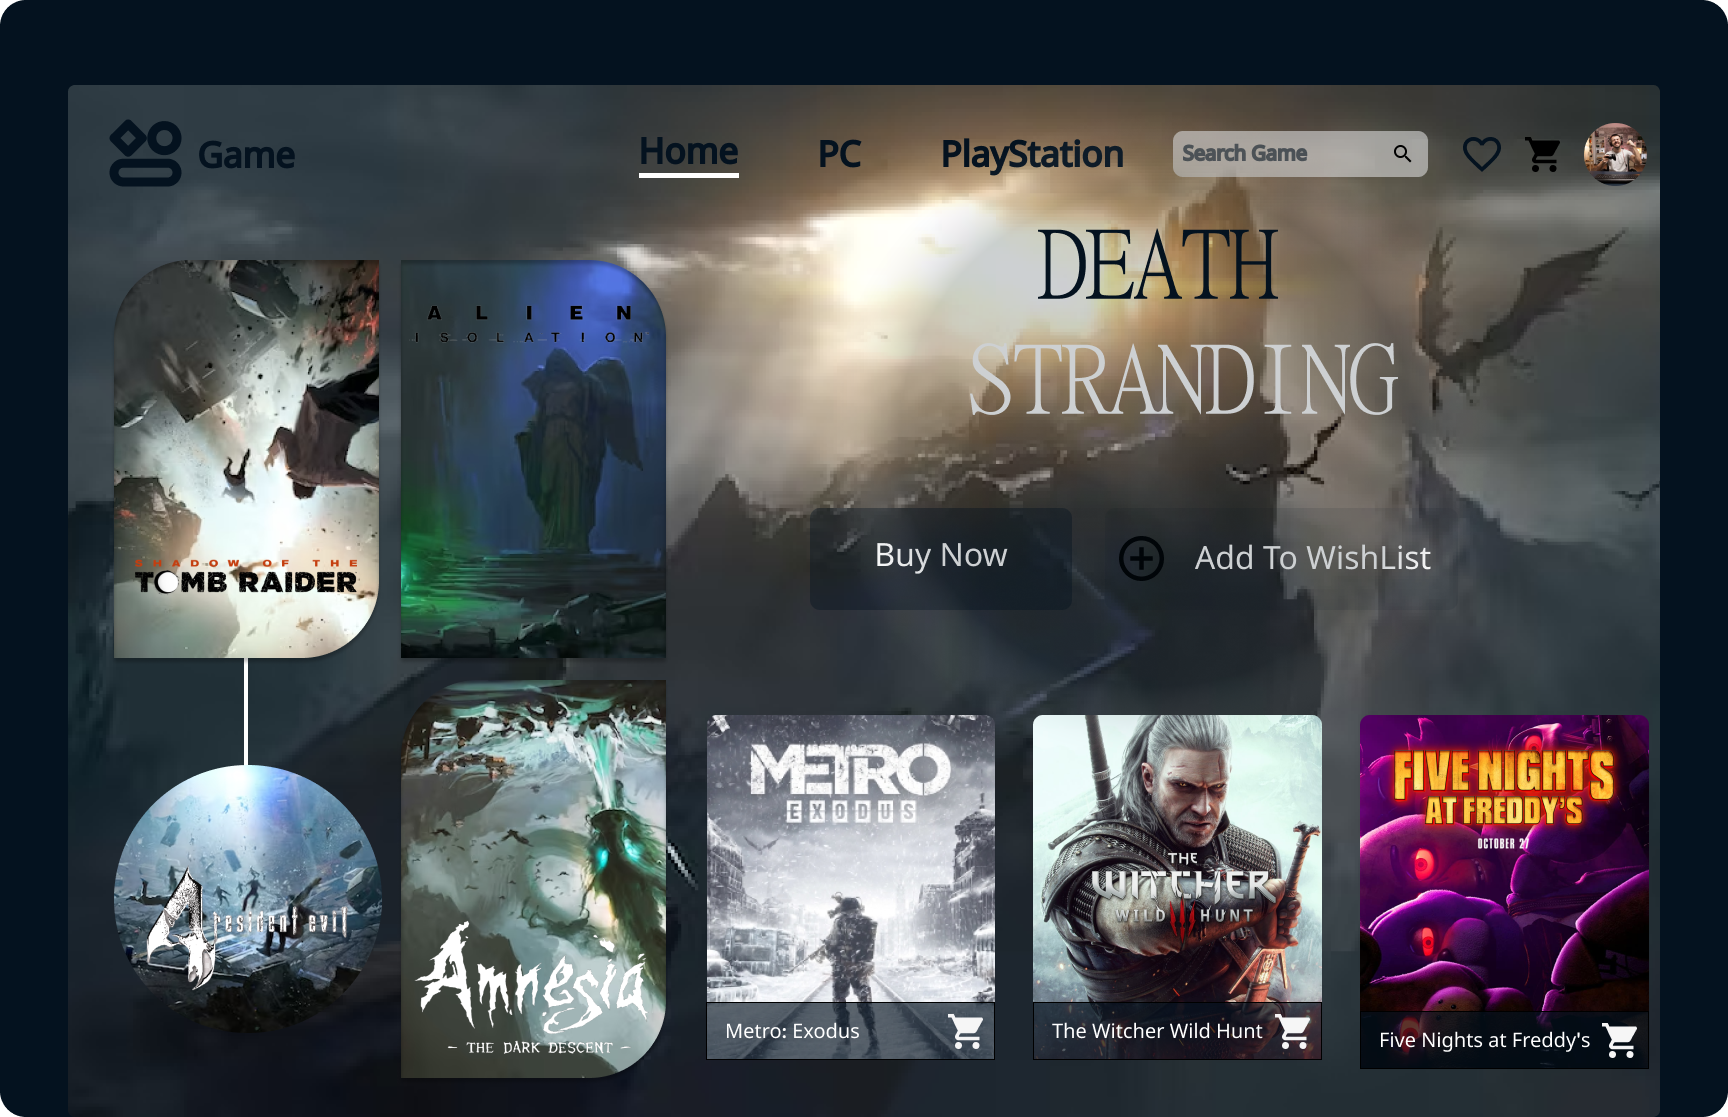 Game
Home
PC
PlayStation
Search Game
DEATH
STRANDING
Buy Now
Add To WishList
SHADOW OF THE
TOMB RAIDER
ALIEN
ISOLATION
4
resident evil
Amnesia
- THE DARK DESCENT -
METRO
EXODUS
Metro: Exodus
THE
WITCHER
WILD HUNT
The Witcher Wild Hunt
FIVE NIGHTS
AT FREDDY'S
OCTOBER 27
Five Nights at Freddy's